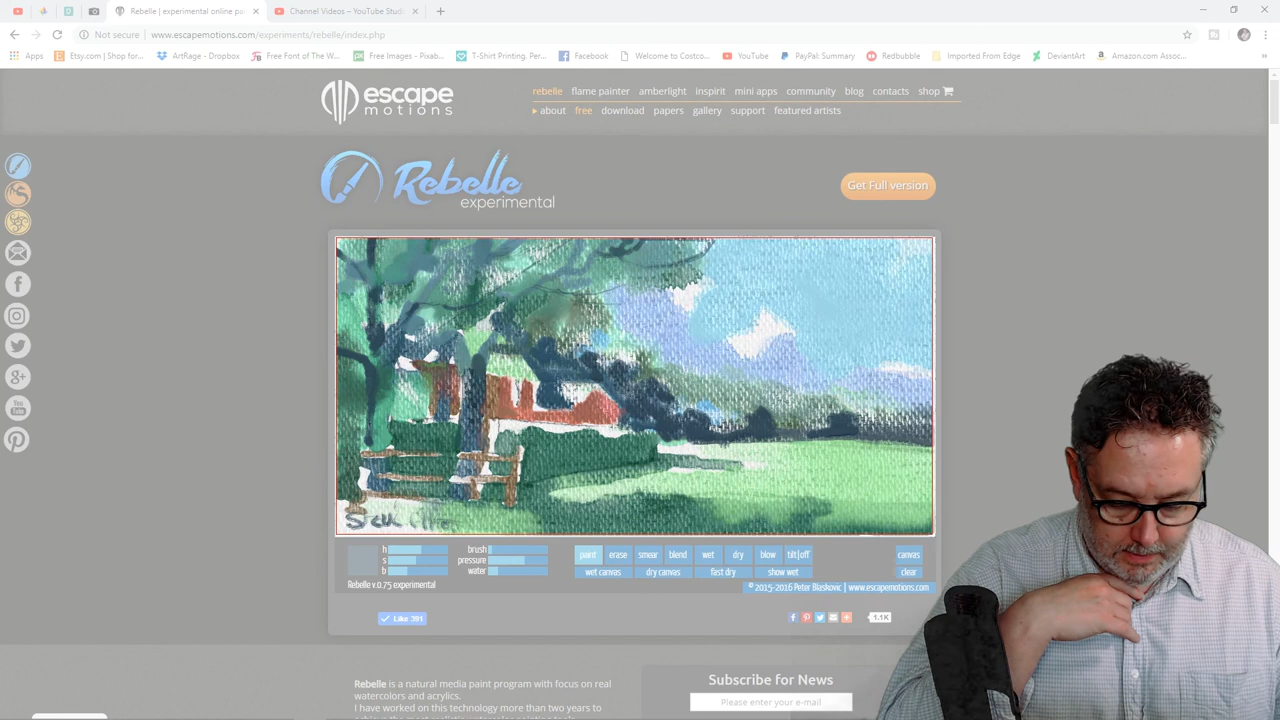 Rebelle | experimental online pa
Channel Videos – YouTube Studi
Not secure
www.escapemotions.com/experiments/rebelle/index.php
Apps
Etsy.com | Shop for...
ArtRage - Dropbox
Free Font of The W...
Free Images - Pixab...
T-Shirt Printing, Per...
Facebook
Welcome to Costco...
YouTube
PayPal: Summary
Redbubble
Imported From Edge
DeviantArt
Amazon.com Assoc...
escape
motions
rebelle flame painter amberlight inspirit mini apps community blog contacts shop
about free download papers gallery support featured artists
Rebelle
experimental
Get Full version
h brush paint erase smear blend wet dry blow tilt|off canvas
s pressure
b water wet canvas dry canvas fast dry show wet clear
Rebelle v.0.75 experimental
© 2015-2016 Peter Blaskovic | www.escapemotions.com
Like 391
1.1K
Rebelle is a natural media paint program with focus on real
watercolors and acrylics.
I have worked on this technology more than two years to
Subscribe for News
Please enter your e-mail
You
Tube